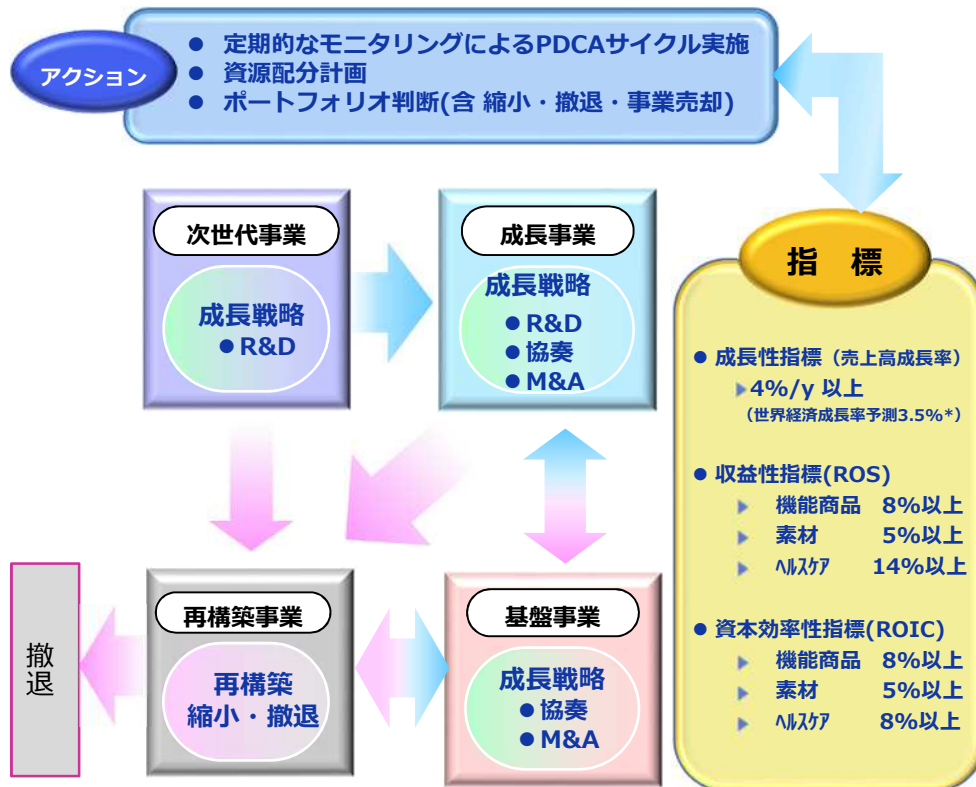 アクション
● 定期的なモニタリングによるPDCAサイクル実施
● 資源配分計画
● ポートフォリオ判断(含 縮小・撤退・事業売却)
次世代事業
成長戦略
● R&D
成長事業
成長戦略
● R&D
● 協奏
● M&A
再構築事業
再構築
縮小・撤退
基盤事業
成長戦略
● 協奏
● M&A
撤退
指 標
● 成長性指標（売上高成長率）
4%/y 以上
（世界経済成長率予測3.5%*）
● 収益性指標(ROS)
機能商品 8%以上
素材 5%以上
ﾍﾙｽｹｱ 14%以上
● 資本効率性指標(ROIC)
機能商品 8%以上
素材 5%以上
ﾍﾙｽｹｱ 8%以上